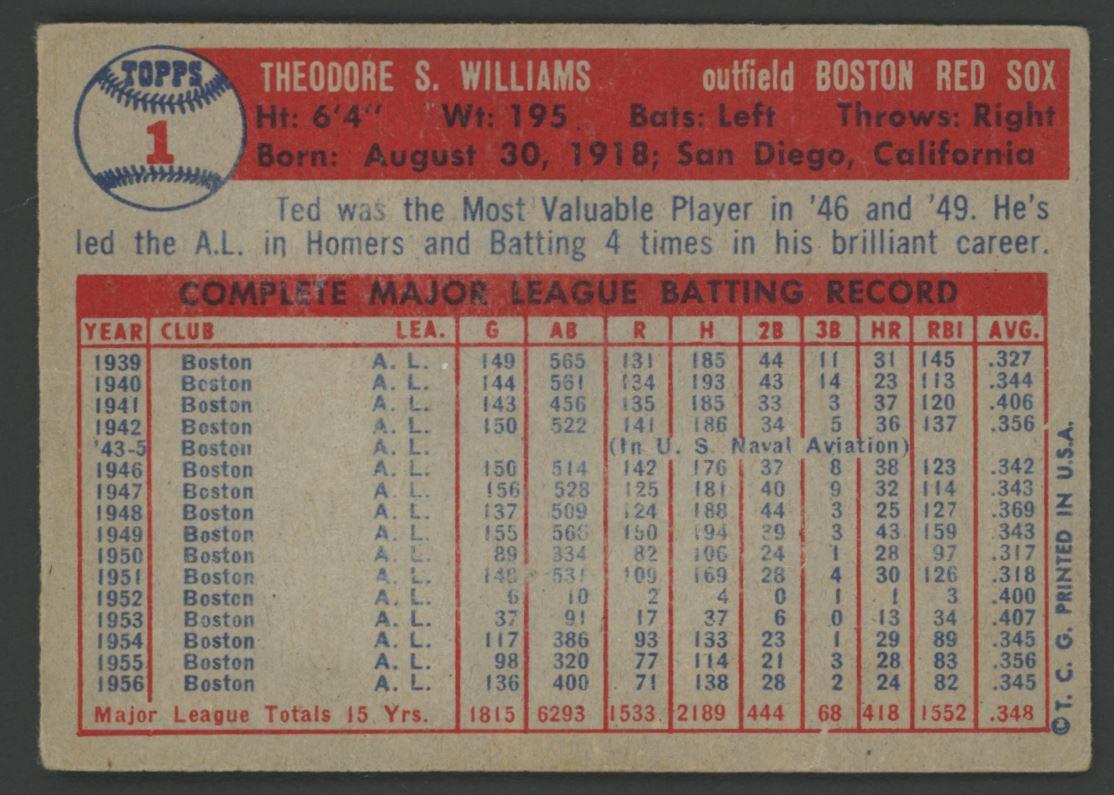 TOPPS
1
THEODORE S. WILLIAMS outfield BOSTON RED SOX
Ht: 6'4" Wt: 195 Bats: Left Throws: Right
Born: August 30, 1918; San Diego, California
Ted was the Most Valuable Player in '46 and '49. He's
led the A.L. in Homers and Batting 4 times in his brilliant career.
COMPLETE MAJOR LEAGUE BATTING RECORD
YEAR CLUB LEA. G AB R H 2B 3B HR RBI AVG.
1939 Boston A. L. 149 565 131 185 44 11 31 145 .327
1940 Boston A. L. 144 561 134 193 43 14 23 113 .344
1941 Boston A. L. 143 456 135 185 33 3 37 120 .406
1942 Boston A. L. 150 522 141 186 34 5 36 137 .356
'43-5 Boston A. L. (In U. S. Naval Aviation)
1946 Boston A. L. 150 514 142 176 37 8 38 123 .342
1947 Boston A. L. 156 528 125 181 40 9 32 114 .343
1948 Boston A. L. 137 509 124 188 44 3 25 127 .369
1949 Boston A. L. 155 566 150 194 39 3 43 159 .343
1950 Boston A. L. 89 334 82 106 24 1 28 97 .317
1951 Boston A. L. 148 531 109 169 28 4 30 126 .318
1952 Boston A. L. 6 10 2 4 0 1 1 3 .400
1953 Boston A. L. 37 91 17 37 6 0 13 34 .407
1954 Boston A. L. 117 386 93 133 23 1 29 89 .345
1955 Boston A. L. 98 320 77 114 21 3 28 83 .356
1956 Boston A. L. 136 400 71 138 28 2 24 82 .345
Major League Totals 15 Yrs. 1815 6293 1533 2189 444 68 418 1552 .348
© T. C. G. PRINTED IN U.S.A.